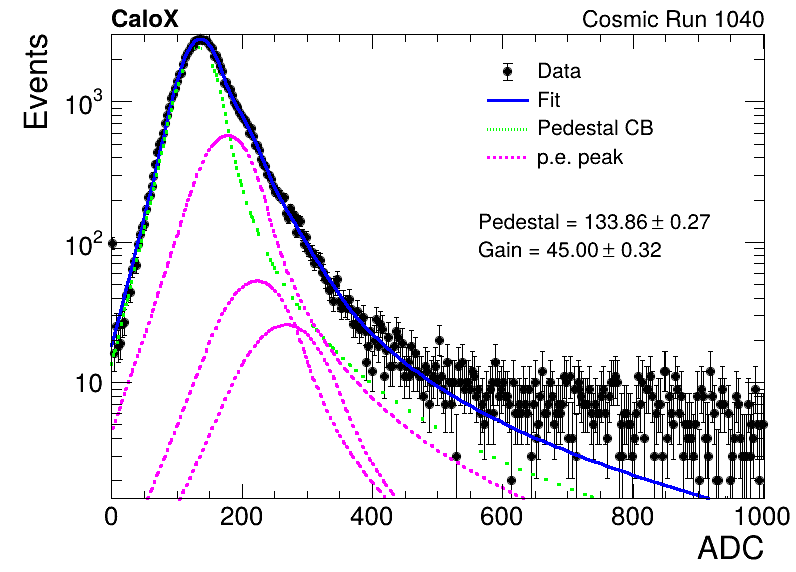 CaloX Cosmic Run 1040
Events
10³
10²
10
Data
Fit
Pedestal CB
p.e. peak
Pedestal = 133.86 ± 0.27
Gain = 45.00 ± 0.32
0 200 400 600 800 1000
ADC